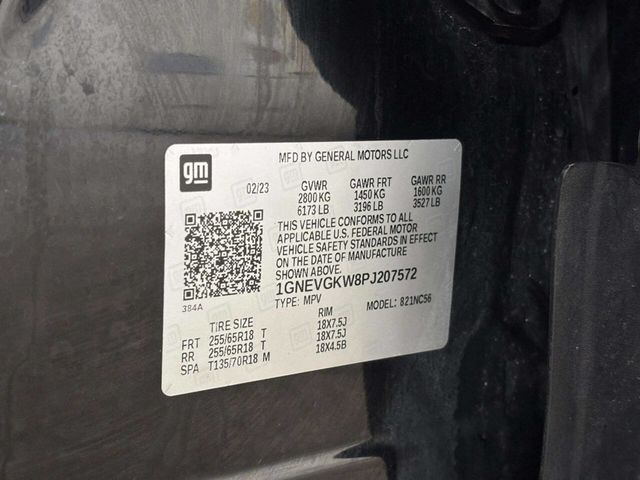 gm
MFD BY GENERAL MOTORS LLC
02/23 GVWR GAWR FRT GAWR RR
2800 KG 1450 KG 1600 KG
6173 LB 3196 LB 3527 LB
THIS VEHICLE CONFORMS TO ALL
APPLICABLE U.S. FEDERAL MOTOR
VEHICLE SAFETY STANDARDS IN EFFECT
ON THE DATE OF MANUFACTURE
SHOWN ABOVE.
1GNEVGKW8PJ207572
384A TYPE: MPV MODEL: 821NC56
TIRE SIZE RIM
FRT 255/65R18 T 18X7.5J
RR 255/65R18 T 18X7.5J
SPA T135/70R18 M 18X4.5B